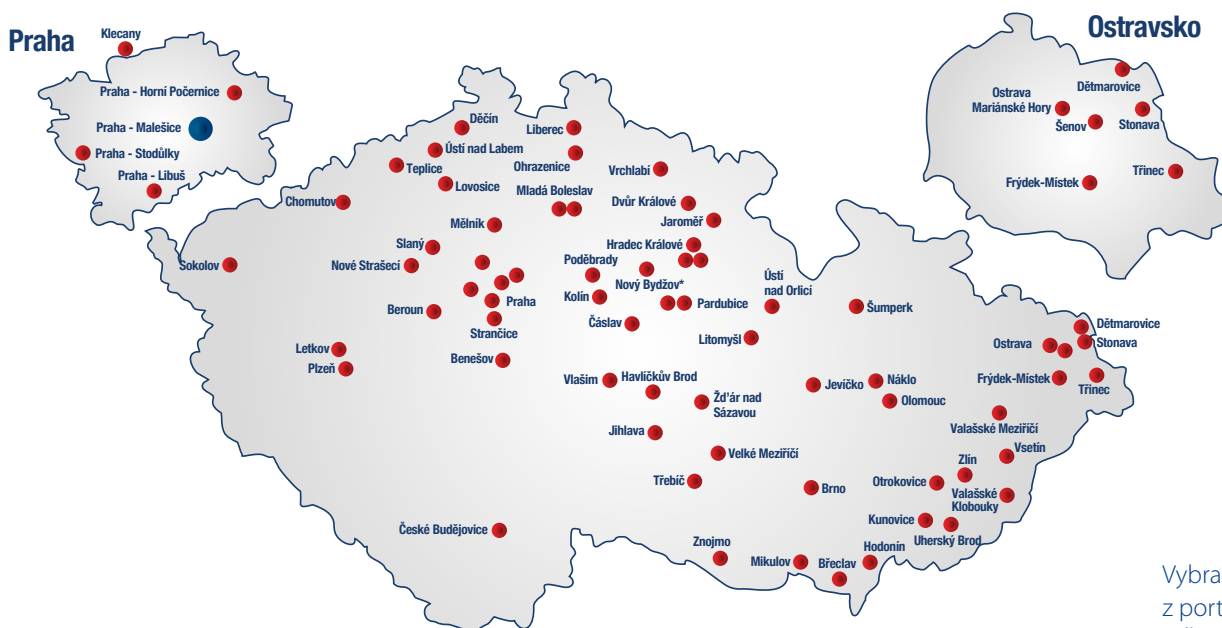 Praha
Klecany
Praha - Horní Počernice
Praha - Malešice
Praha - Stodůlky
Praha - Libuš
Ostravsko
Dětmarovice
Ostrava
Mariánské Hory
Šenov
Stonava
Třinec
Frýdek-Místek
Děčín
Liberec
Ústí nad Labem
Teplice
Ohrazenice
Vrchlabí
Lovosice
Mladá Boleslav
Chomutov
Dvůr Králové
Mělník
Jaroměř
Slaný
Hradec Králové
Sokolov
Nové Strašecí
Poděbrady
Nový Bydžov*
Ústí
nad Orlicí
Praha
Kolín
Pardubice
Šumperk
Beroun
Strančice
Čáslav
Litomyšl
Dětmarovice
Ostrava
Stonava
Letkov
Plzeň
Benešov
Vlašim
Havlíčkův Brod
Jevíčko
Náklo
Frýdek-Místek
Třinec
Žd'ár nad
Sázavou
Olomouc
Valašské Meziříčí
Jihlava
Velké Meziříčí
Vsetín
Zlín
Třebíč
Brno
Otrokovice
Valašské
Klobouky
České Budějovice
Kunovice
Uherský Brod
Znojmo
Mikulov
Břeclav
Hodonín
Vybra
z port